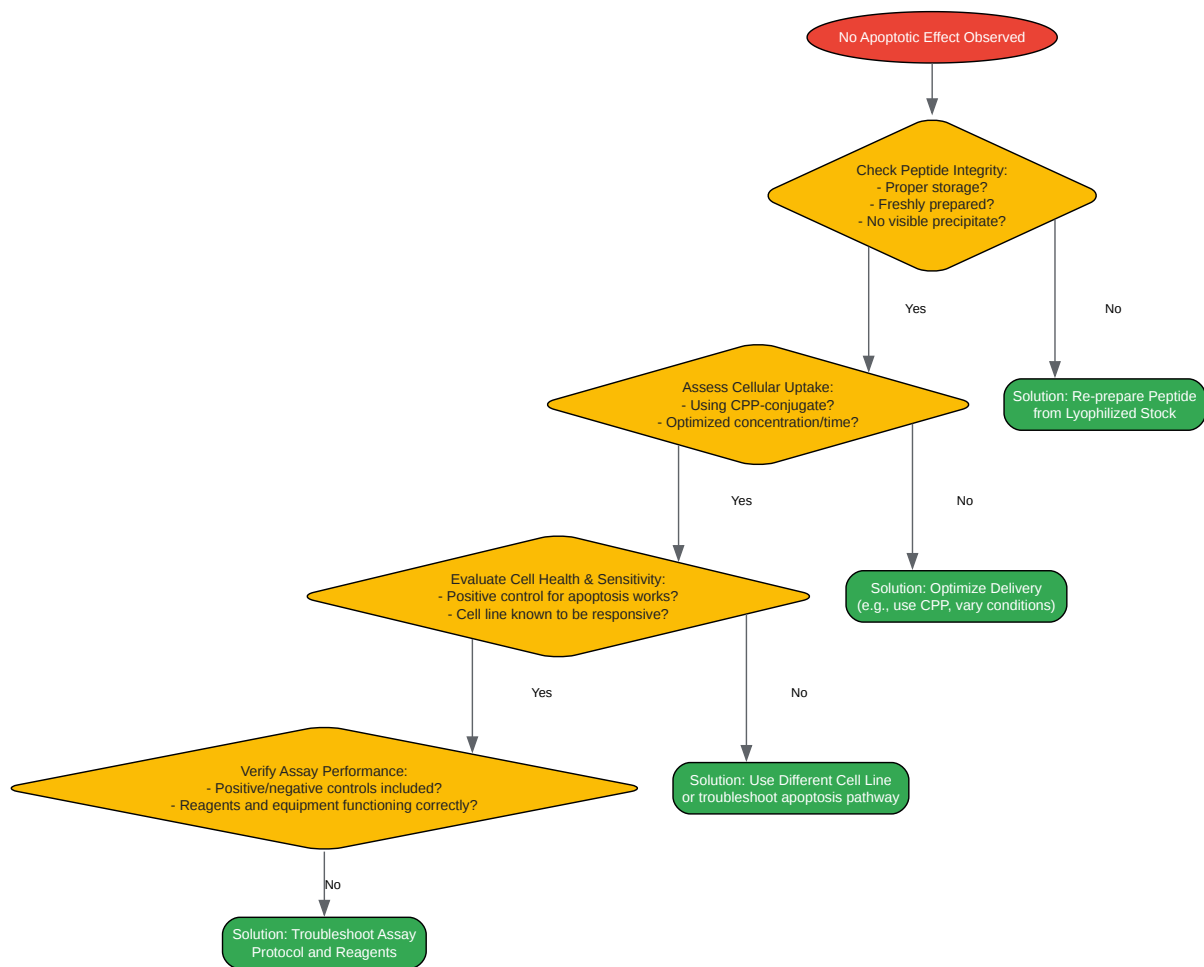 No Apoptotic Effect Observed
Check Peptide Integrity:
- Proper storage?
- Freshly prepared?
- No visible precipitate?
Yes
No
Assess Cellular Uptake:
- Using CPP-conjugate?
- Optimized concentration/time?
Solution: Re-prepare Peptide
from Lyophilized Stock
Yes
No
Evaluate Cell Health & Sensitivity:
- Positive control for apoptosis works?
- Cell line known to be responsive?
Solution: Optimize Delivery
(e.g., use CPP, vary conditions)
Yes
No
Verify Assay Performance:
- Positive/negative controls included?
- Reagents and equipment functioning correctly?
Solution: Use Different Cell Line
or troubleshoot apoptosis pathway
No
Solution: Troubleshoot Assay
Protocol and Reagents